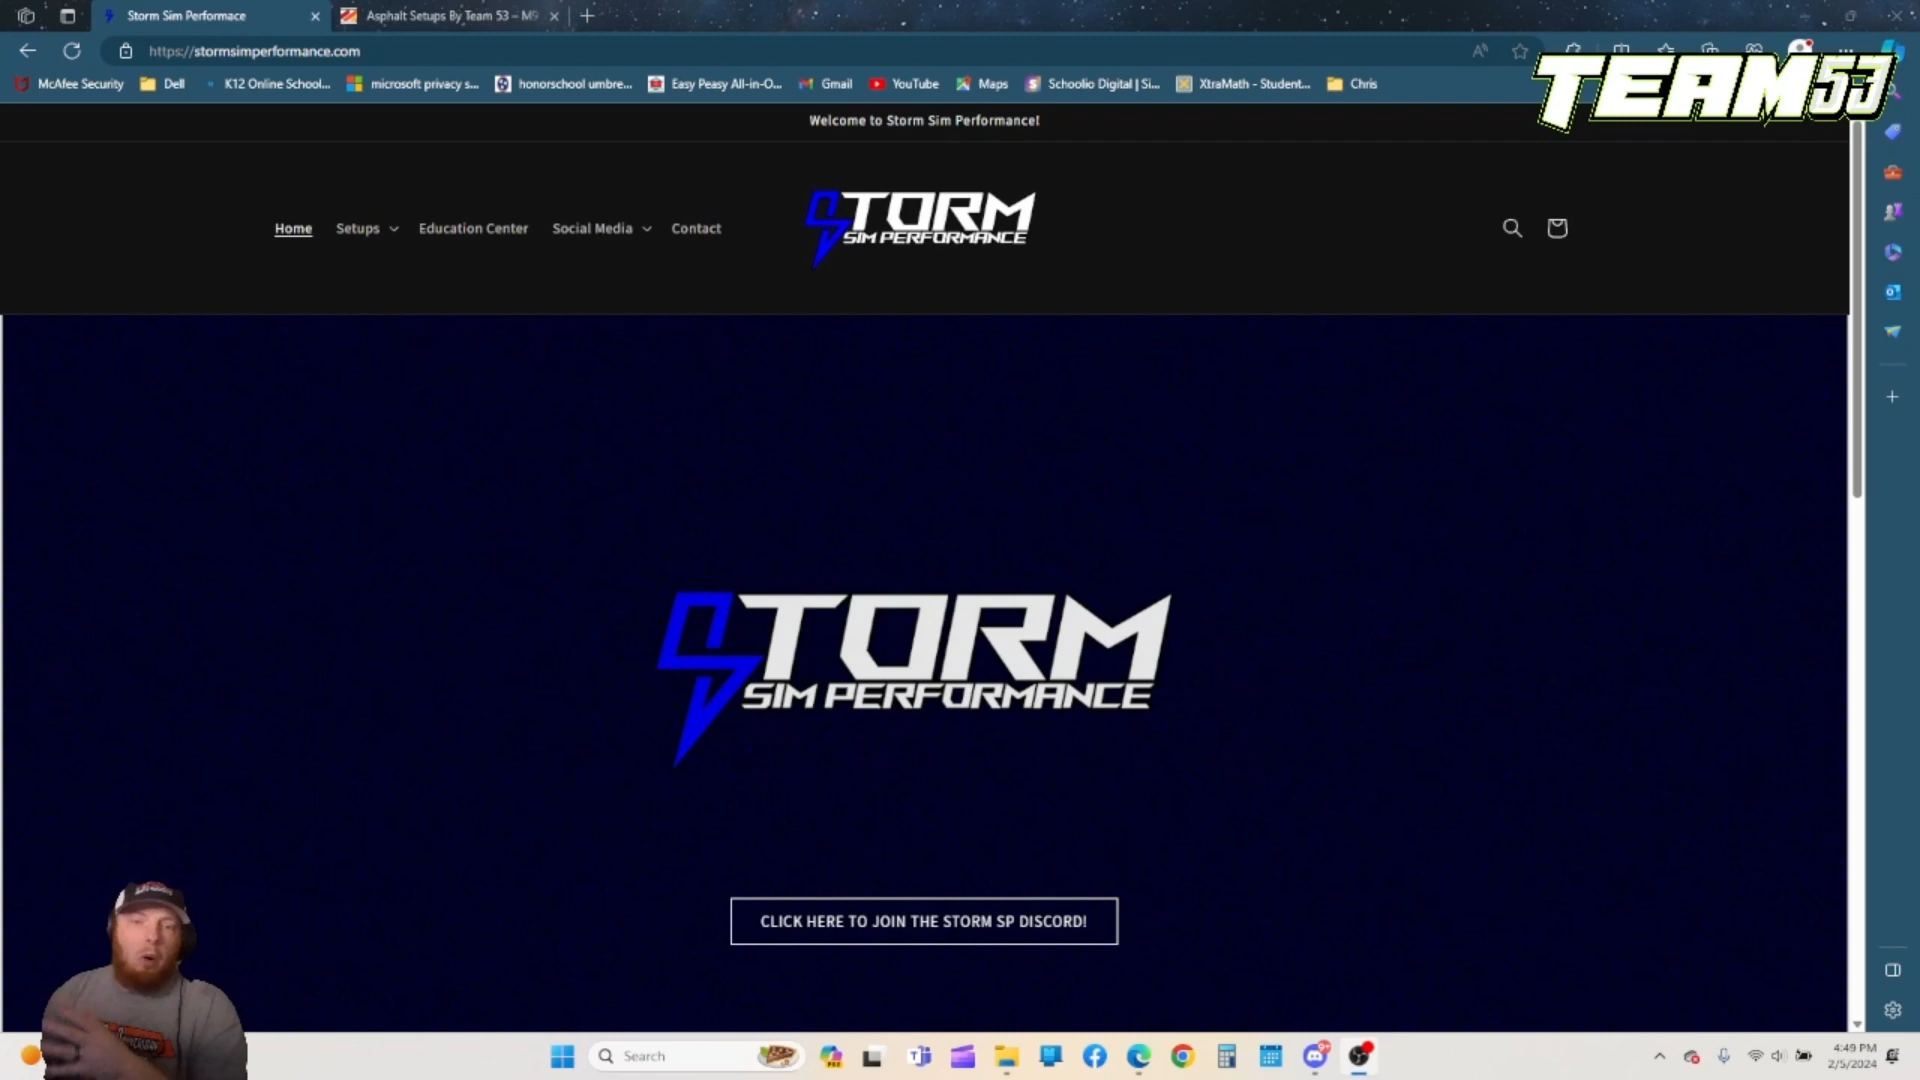 Storm Sim Performace
Asphalt Setups By Team 53 – M9
https://stormsimperformance.com
TEAM53
McAfee Security
Dell
K12 Online School...
microsoft privacy s...
honorschool umbre...
Easy Peasy All-in-O...
Gmail
YouTube
Maps
Schoolio Digital | Si...
XtraMath - Student...
Chris
Welcome to Storm Sim Performance!
Home
Setups
Education Center
Social Media
Contact
STORM
SIM PERFORMANCE
STORM
SIM PERFORMANCE
CLICK HERE TO JOIN THE STORM SP DISCORD!
Search
4:49 PM
2/5/2024